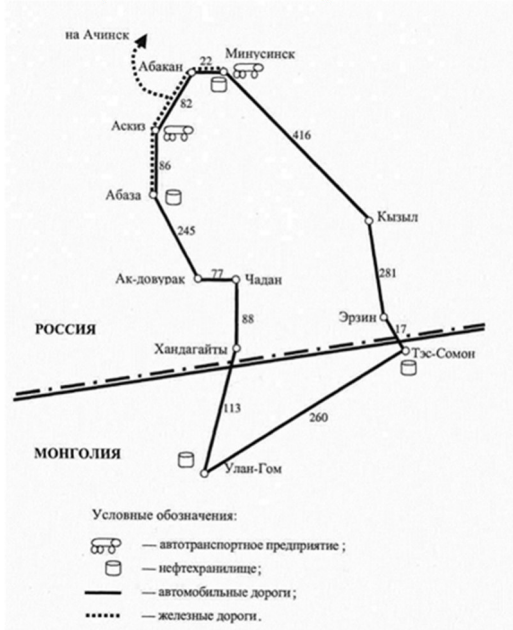 на Ачинск
Абакан
22
Минусинск
82
Аскиз
416
86
Абаза
245
Кызыл
Ак-довурак
77
Чадан
281
88
Эрзин
17
РОССИЯ
Хандагайты
Тэс-Сомон
113
260
МОНГОЛИЯ
Улан-Гом
Условные обозначения:
— автотранспортное предприятие ;
— нефтехранилище ;
— автомобильные дороги ;
— железные дороги .